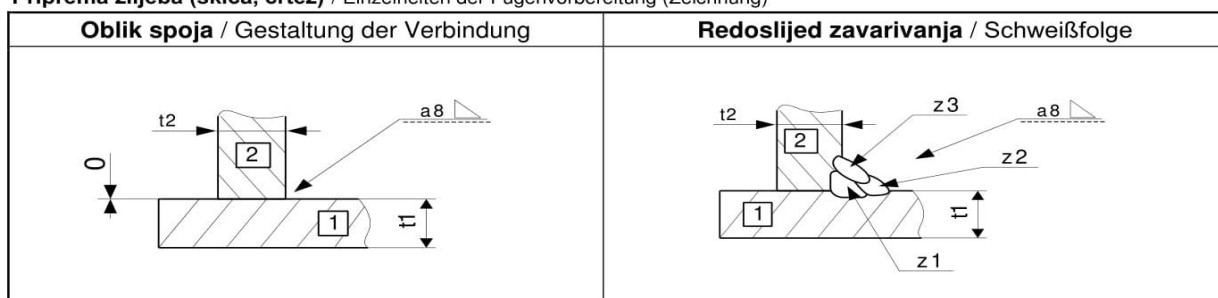 Priprema žlijeba (skica, crtež) / Einzelheiten der Fugenvorbereitung (Zeichnung)
Oblik spoja / Gestaltung der Verbindung
Redoslijed zavarivanja / Schweißfolge
t2
a8
2
0
1
t1
t2
z3
a8
2
z2
1
t1
z1